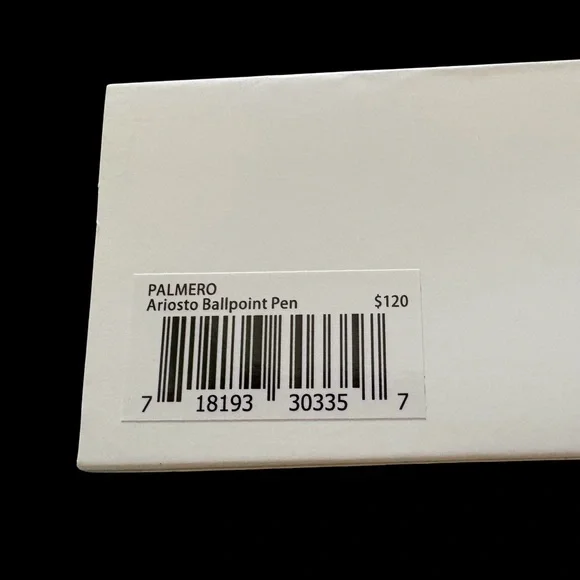 PALMERO
Ariosto Ballpoint Pen $120
7 18193 30335 7